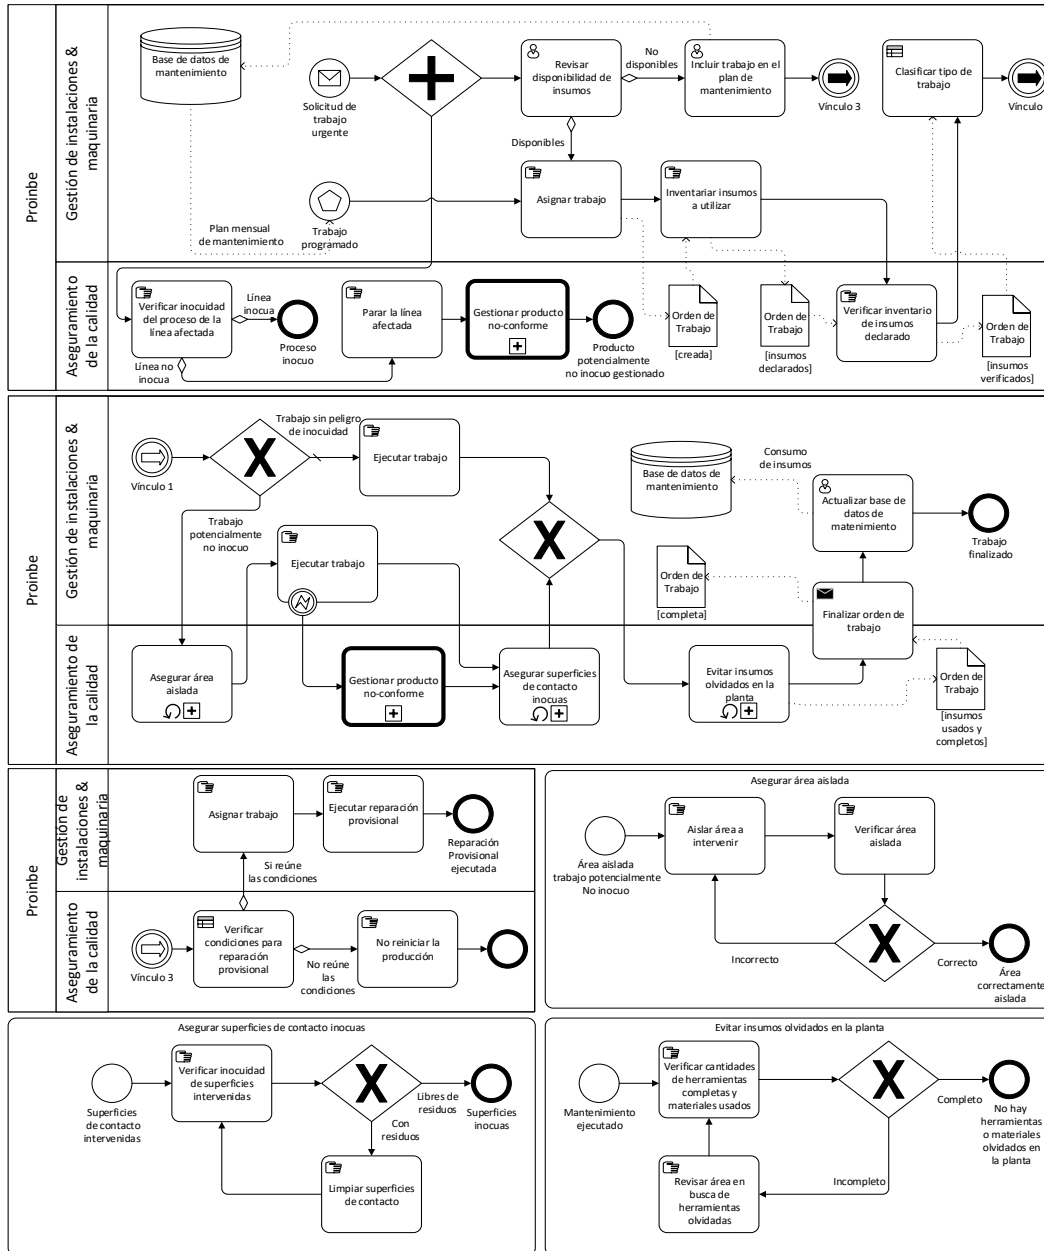 Proinbe
Gestión de instalaciones &
maquinaria
Base de datos de
mantenimiento
Solicitud de
trabajo
urgente
Revisar
disponibilidad de
insumos
No
disponibles
Incluir trabajo en el
plan de
mantenimiento
Vínculo 3
Clasificar tipo de
trabajo
Vínculo
Disponibles
Plan mensual
de mantenimiento
Trabajo
programado
Asignar trabajo
Inventariar insumos
a utilizar
Aseguramiento
de la calidad
Verificar inocuidad
del proceso de la
línea afectada
Línea
inocua
Proceso
inocuo
Línea no
inocua
Parar la línea
afectada
Gestionar producto
no-conforme
Producto
potencialmente
no inocuo gestionado
Orden de
Trabajo
[creada]
Orden de
Trabajo
[insumos
declarados]
Verificar inventario
de insumos
declarado
Orden de
Trabajo
[insumos
verificados]
Proinbe
Gestión de instalaciones &
maquinaria
Vínculo 1
Trabajo sin peligro
de inocuidad
Ejecutar trabajo
Trabajo
potencialmente
no inocuo
Ejecutar trabajo
Base de datos de
mantenimiento
Consumo
de insumos
Actualizar base de
datos de
matenimiento
Trabajo
finalizado
Orden de
Trabajo
[completa]
Finalizar orden de
trabajo
Aseguramiento de
la calidad
Asegurar área
aislada
Gestionar producto
no-conforme
Asegurar superficies
de contacto
inocuas
Evitar insumos
olvidados en la
planta
Orden de
Trabajo
[insumos
usados y
completos]
Proinbe
Gestión de
instalaciones &
maquinaria
Asignar trabajo
Ejecutar reparación
provisional
Reparación
Provisional
ejecutada
Si reúne
las condiciones
Aseguramiento
de la calidad
Vínculo 3
Verificar
condiciones para
reparación
provisional
No reúne
las
condiciones
No reiniciar la
producción
Asegurar área aislada
Área aislada
trabajo potencialmente
No inocuo
Aislar área a
intervenir
Verificar área
aislada
Incorrecto
Correcto
Área
correctamente
aislada
Asegurar superficies de contacto inocuas
Superficies
de contacto
intervenidas
Verificar inocuidad
de superficies
intervenidas
Libres de
residuos
Superficies
inocuas
Con
residuos
Limpiar superficies
de contacto
Evitar insumos olvidados en la planta
Mantenimiento
ejecutado
Verificar cantidades
de herramientas
completas y
materiales usados
Completo
No hay
herramientas
o materiales
olvidados en
la planta
Incompleto
Revisar área en
busca de
herramientas
olvidadas